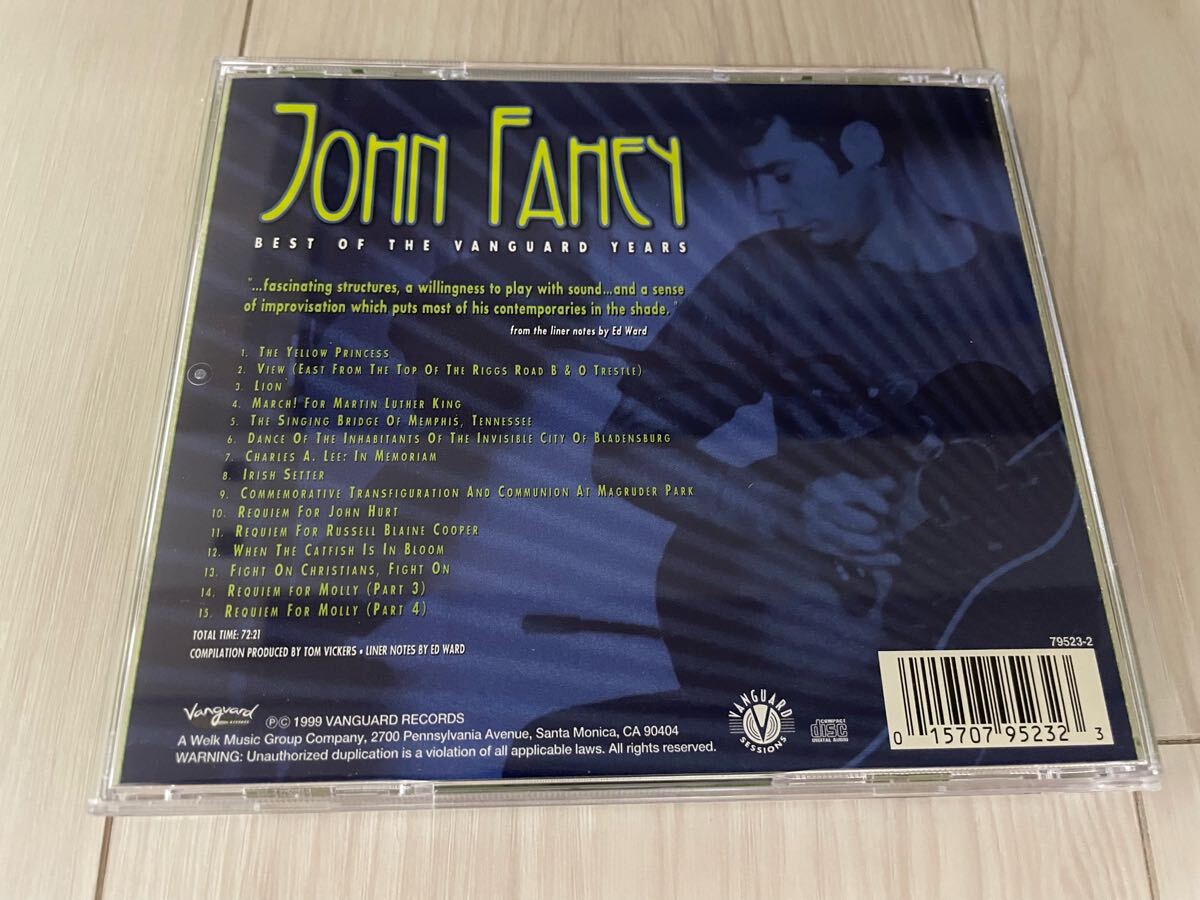 John Fahey
BEST OF THE VANGUARD YEARS
"...fascinating structures, a willingness to play with sound...and a sense
of improvisation which puts most of his contemporaries in the shade."
from the liner notes by Ed Ward
1. The Yellow Princess
2. View (East From The Top Of The Riggs Road B & O Trestle)
3. Lion
4. March! For Martin Luther King
5. The Singing Bridge Of Memphis, Tennessee
6. Dance Of The Inhabitants Of The Invisible City Of Bladensburg
7. Charles A. Lee: In Memoriam
8. Irish Setter
9. Commemorative Transfiguration And Communion At Magruder Park
10. Requiem For John Hurt
11. Requiem For Russell Blaine Cooper
12. When The Catfish Is In Bloom
13. Fight On Christians, Fight On
14. Requiem for Molly (Part 3)
15. Requiem For Molly (Part 4)
TOTAL TIME: 72:21
COMPILATION PRODUCED BY TOM VICKERS • LINER NOTES BY ED WARD
79523-2
Vanguard RECORDS
℗© 1999 VANGUARD RECORDS
A Welk Music Group Company, 2700 Pennsylvania Avenue, Santa Monica, CA 90404
WARNING: Unauthorized duplication is a violation of all applicable laws. All rights reserved.
VANGUARD V SESSIONS
COMPACT disc DIGITAL AUDIO
0 15707 95232 3